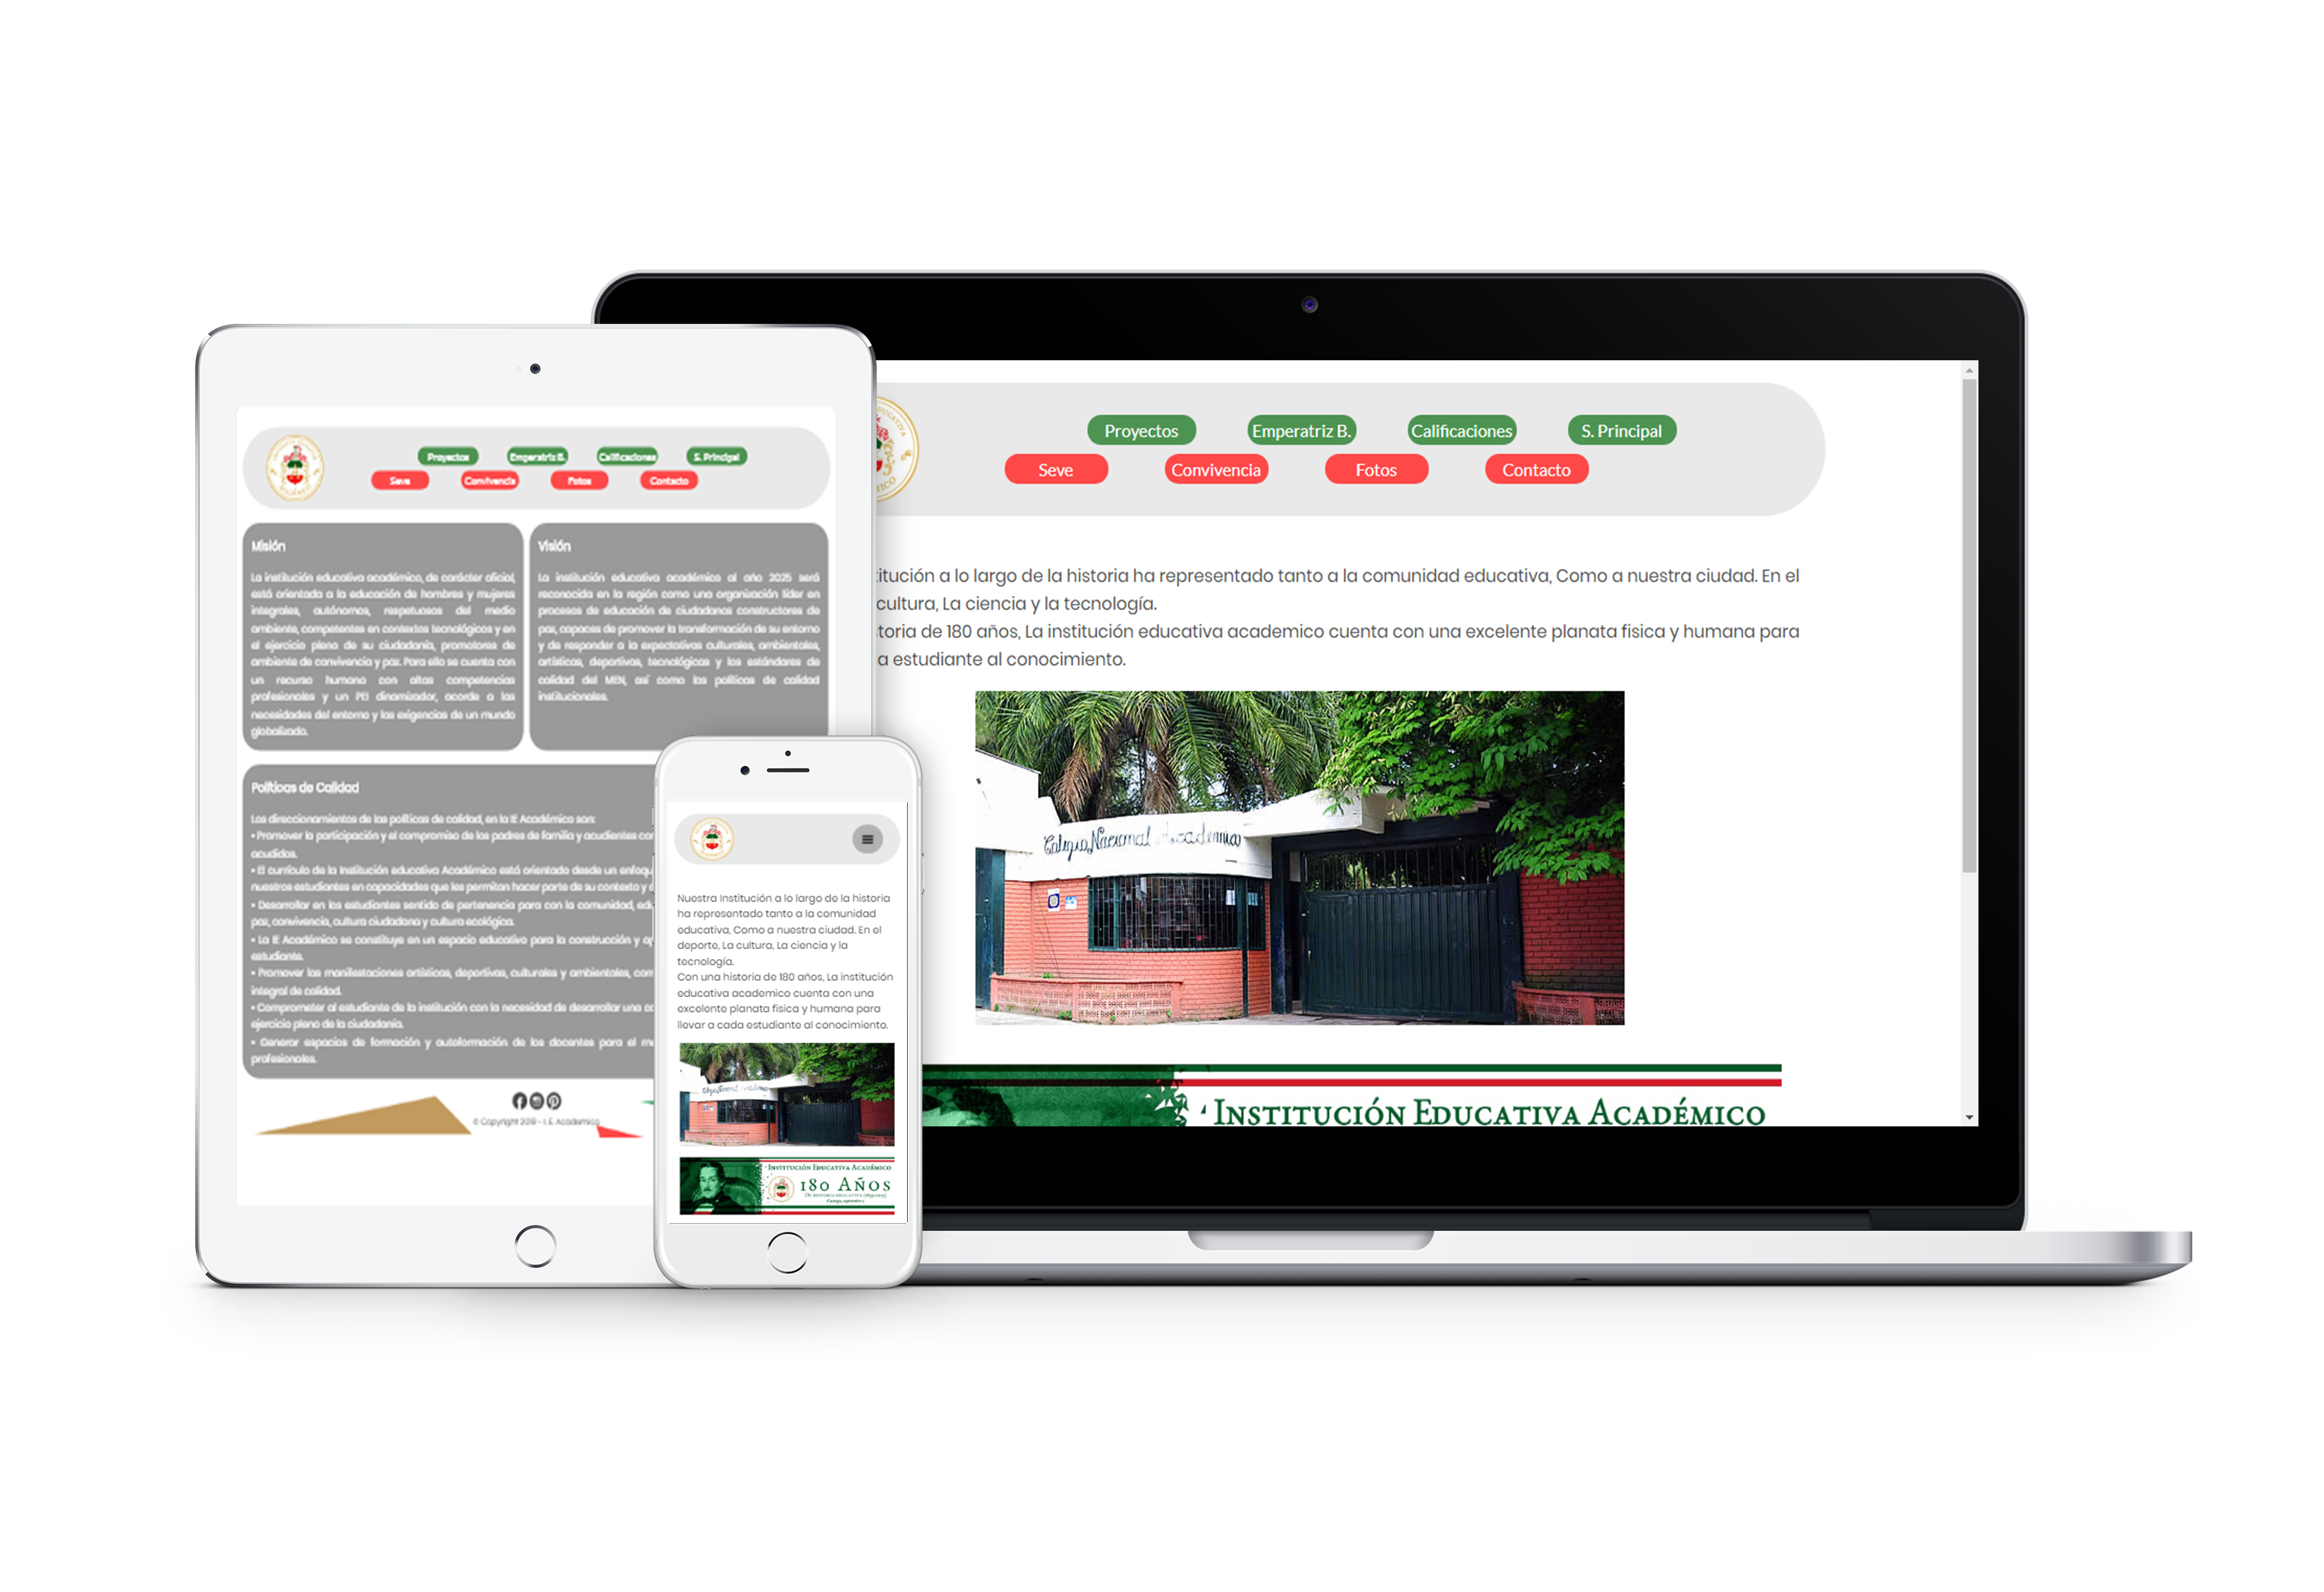 Proyectos
Emperatriz B.
Calificaciones
S. Principal
Seve
Convivencia
Fotos
Contacto
Misión
La institución educativa académico, de carácter oficial,
está orientada a la educación de hombres y mujeres
integrales, autónomos, respetuosos del medio
ambiente, competentes en contextos tecnológicos y en
el ejercicio pleno de su ciudadanía, promotores de
ambiente de convivencia y paz. Para ello se cuenta con
un recurso humano con altas competencias
profesionales y un PEI dinamizador, acorde a las
necesidades del entorno y las exigencias de un mundo
globalizado.
Visión
La institución educativa académico al año 2025 será
reconocida en la región como una organización líder en
procesos de educación de ciudadanos constructores de
paz, capaces de promover la transformación de su entorno
y de responder a la expectativas culturales, ambientales,
artísticas, deportivas, tecnológicas y los estándares de
calidad del MEN, así como las políticas de calidad
institucionales.
Políticas de Calidad
Los direccionamientos de las políticas de calidad, en la IE Académico son:
• Promover la participación y el compromiso de los padres de familia y acudientes con
acudidos.
• El currículo de la Institución educativa Académico está orientado desde un enfoqu
nuestros estudiantes en capacidades que les permitan hacer parte de su contexto y
• Desarrollar en los estudiantes sentido de pertenencia para con la comunidad, edu
paz, convivencia, cultura ciudadana y cultura ecológica.
• La IE Académico se constituye en un espacio educativo para la construcción y ap
estudiante.
• Promover las manifestaciones artísticas, deportivas, culturales y ambientales, com
integral de calidad.
• Comprometer al estudiante de la institución con la necesidad de desarrollar una
ejercicio pleno de la ciudadanía.
• Generar espacios de formación y autoformación de los docentes para el
profesionales.
© Copyright 2019 - I. E. Academico
Nuestra Institución a lo largo de la historia
ha representado tanto a la comunidad
educativa, Como a nuestra ciudad. En el
deporte, La cultura, La ciencia y la
tecnología.
Con una historia de 180 años, La institución
educativa academico cuenta con una
excelente planata fisica y humana para
llevar a cada estudiante al conocimiento.
Colegio Nacional Academico
INSTITUCIÓN EDUCATIVA ACADÉMICO
180 AÑOS
Proyectos
Emperatriz B.
Calificaciones
S. Principal
Seve
Convivencia
Fotos
Contacto
titución a lo largo de la historia ha representado tanto a la comunidad educativa, Como a nuestra ciudad. En el
cultura, La ciencia y la tecnología.
storia de 180 años, La institución educativa academico cuenta con una excelente planata fisica y humana para
a estudiante al conocimiento.
Colegio Nacional Academico
INSTITUCIÓN EDUCATIVA ACADÉMICO